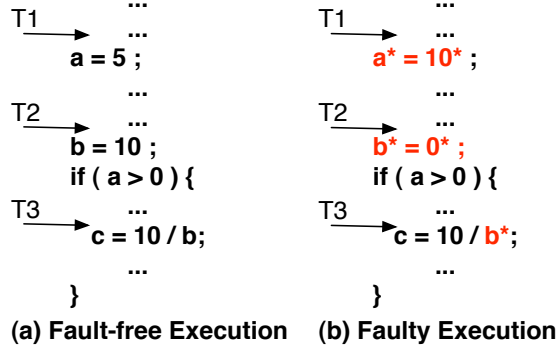 ...
T1
...
a = 5 ;
...
T2
...
b = 10 ;
if ( a > 0 ) {
T3
...
c = 10 / b;
...
}
(a) Fault-free Execution
...
T1
...
a* = 10* ;
...
T2
...
b* = 0* ;
if ( a > 0 ) {
T3
...
c = 10 / b*;
...
}
(b) Faulty Execution